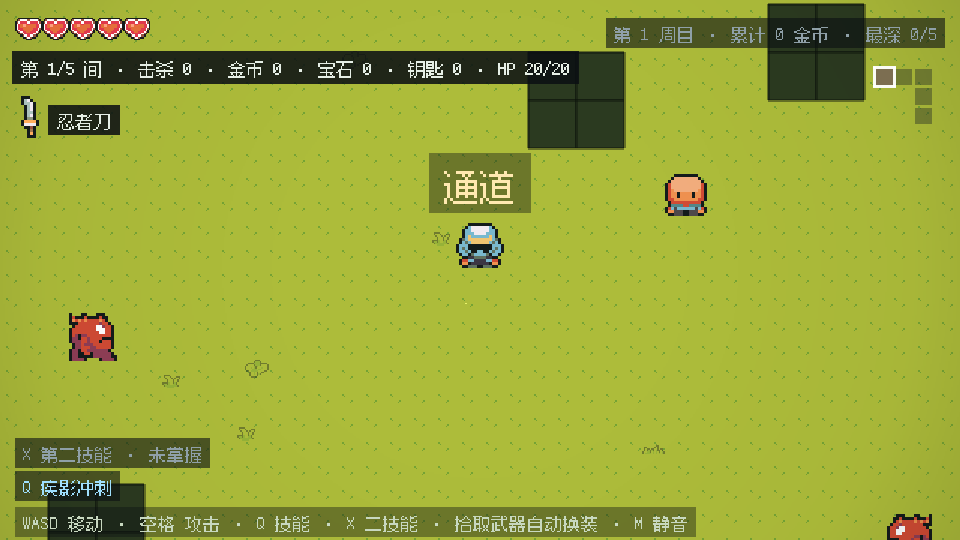 第 1 周目 · 累计 0 金币 · 最深 0/5
第 1/5 间 · 击杀 0 · 金币 0 · 宝石 0 · 钥匙 0 · HP 20/20
忍者刀
通道
X 第二技能 · 未掌握
Q 疾影冲刺
WASD 移动 · 空格 攻击 · Q 技能 · X 二技能 · 拾取武器自动换装 · M 静音